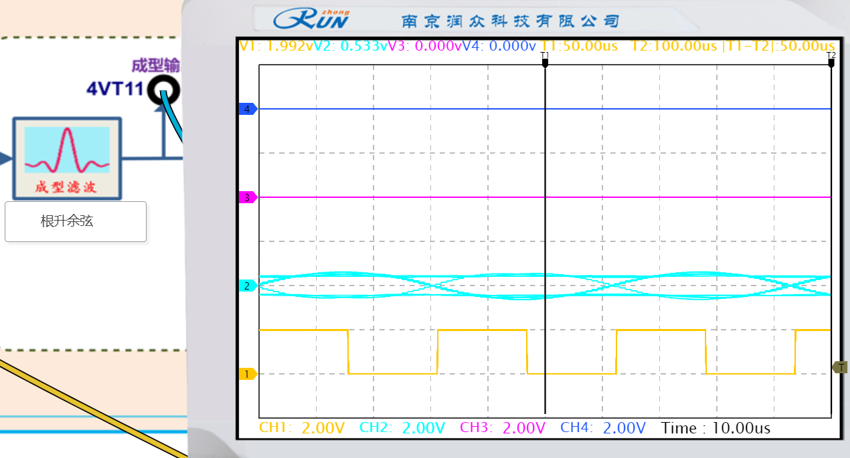 zhong
RUN 南京润众科技有限公司
V1: 1.992v V2: 0.533v V3: 0.000v V4: 0.000v T1:50.00us T2:100.00us |T1-T2|:50.00us
T1 T2
成型输
4VT11
4
成型滤波
3
根升余弦
2
1
T
CH1: 2.00V CH2: 2.00V CH3: 2.00V CH4: 2.00V Time : 10.00us